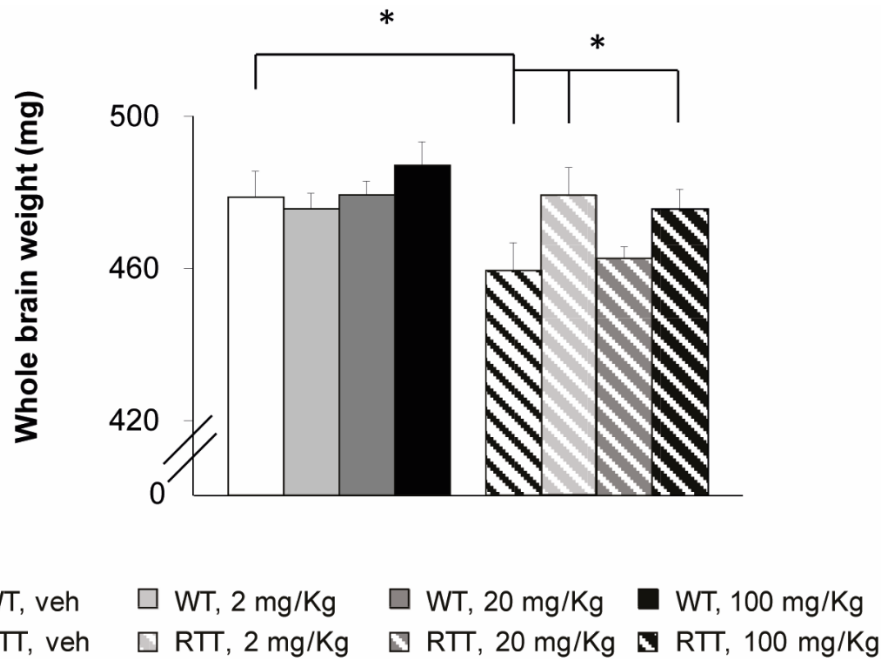 *
*
Whole brain weight (mg)
500
460
420
0
veh WT, 2 mg/Kg WT, 20 mg/Kg WT, 100 mg/Kg
veh RTT, 2 mg/Kg RTT, 20 mg/Kg RTT, 100 mg/Kg